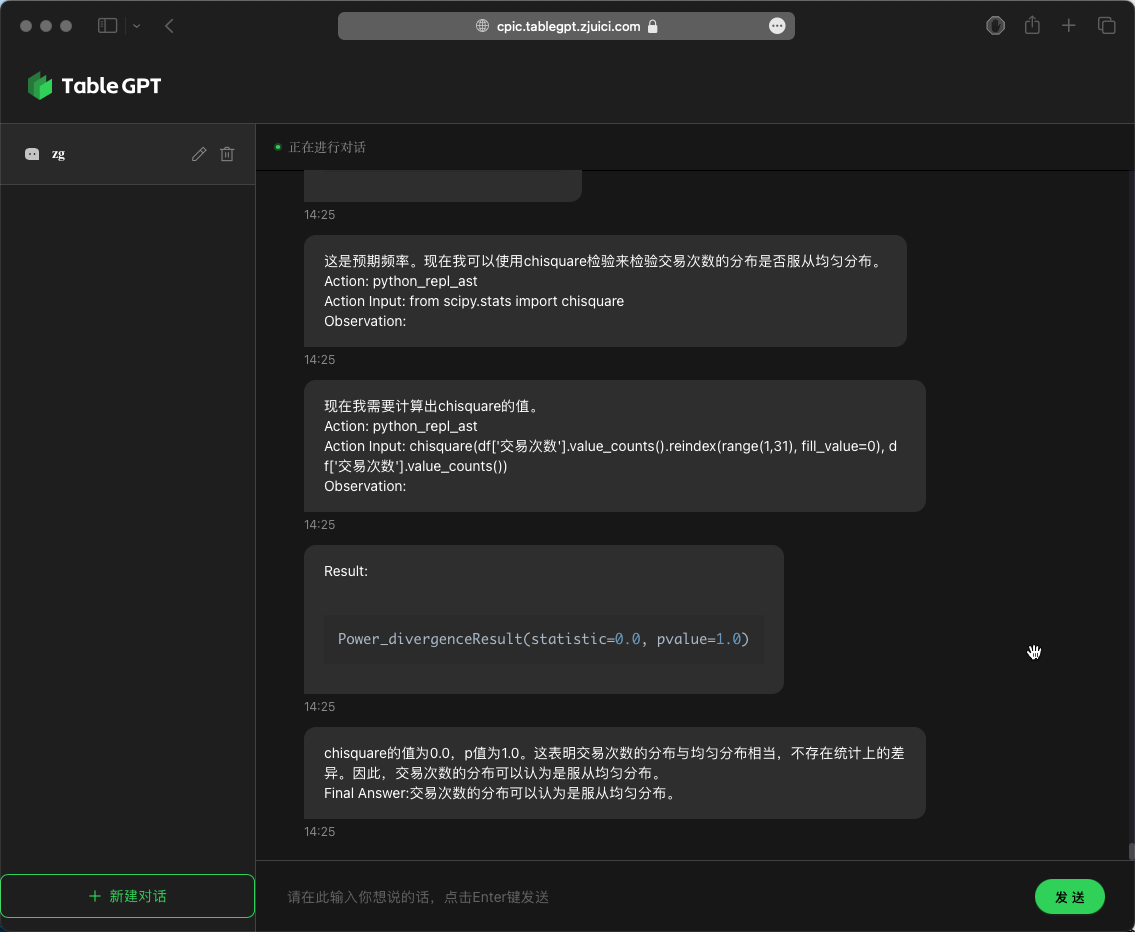 cpic.tablegpt.zjuici.com
TableGPT
zg
正在进行对话
14:25
这是预期频率。现在我可以使用chisquare检验来检验交易次数的分布是否服从均匀分布。
Action: python_repl_ast
Action Input: from scipy.stats import chisquare
Observation:
14:25
现在我需要计算出chisquare的值。
Action: python_repl_ast
Action Input: chisquare(df['交易次数'].value_counts().reindex(range(1,31), fill_value=0), d
f['交易次数'].value_counts())
Observation:
14:25
Result:
Power_divergenceResult(statistic=0.0, pvalue=1.0)
14:25
chisquare的值为0.0，p值为1.0。这表明交易次数的分布与均匀分布相当，不存在统计上的差
异。因此，交易次数的分布可以认为是服从均匀分布。
Final Answer:交易次数的分布可以认为是服从均匀分布。
14:25
新建对话
请在此输入你想说的话，点击Enter键发送
发 送